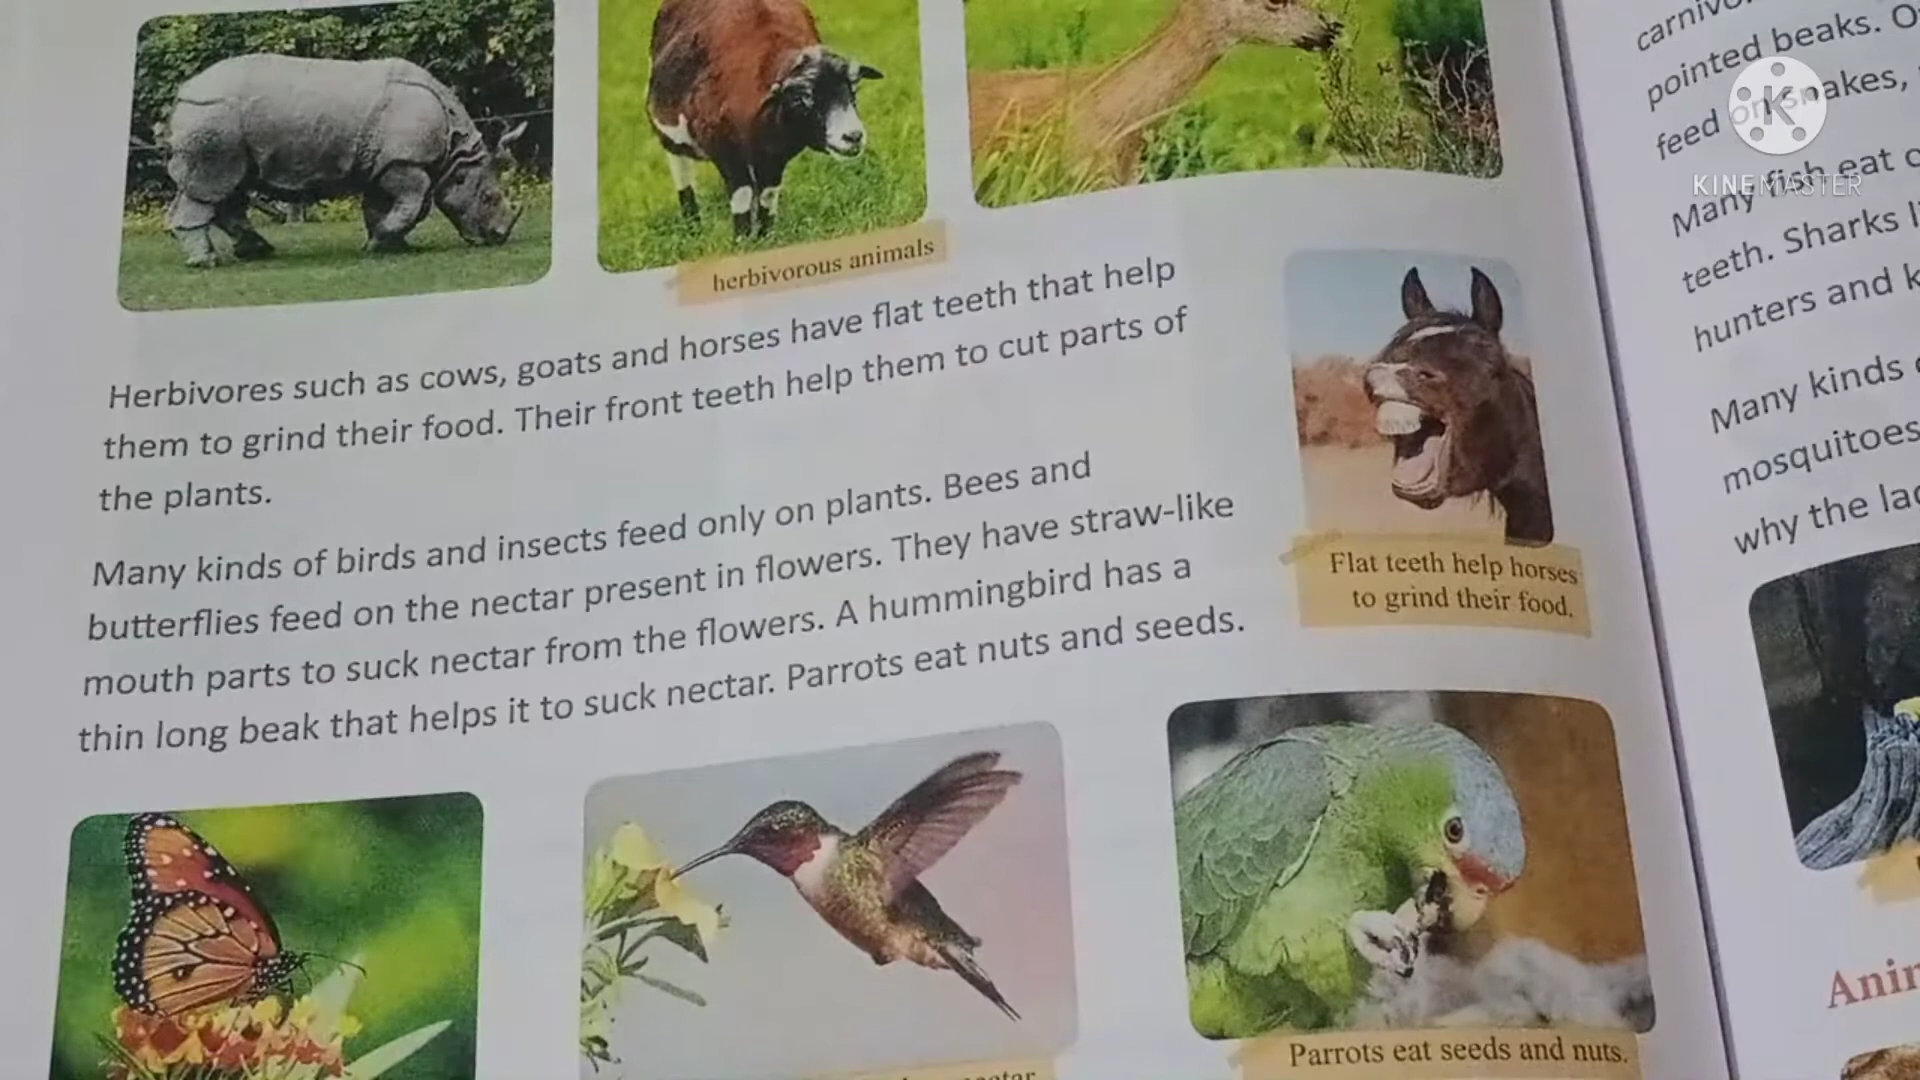 herbivorous animals
Herbivores such as cows, goats and horses have flat teeth that help
them to grind their food. Their front teeth help them to cut parts of
the plants.
Many kinds of birds and insects feed only on plants. Bees and
butterflies feed on the nectar present in flowers. They have straw-like
mouth parts to suck nectar from the flowers. A hummingbird has a
thin long beak that helps it to suck nectar. Parrots eat nuts and seeds.
Flat teeth help horses
to grind their food.
Parrots eat seeds and nuts.
pointed beaks.
feed on snakes,
Many fish eat
teeth. Sharks
hunters and
Many kinds
mosquitoes
why the
K
KINEMASTER